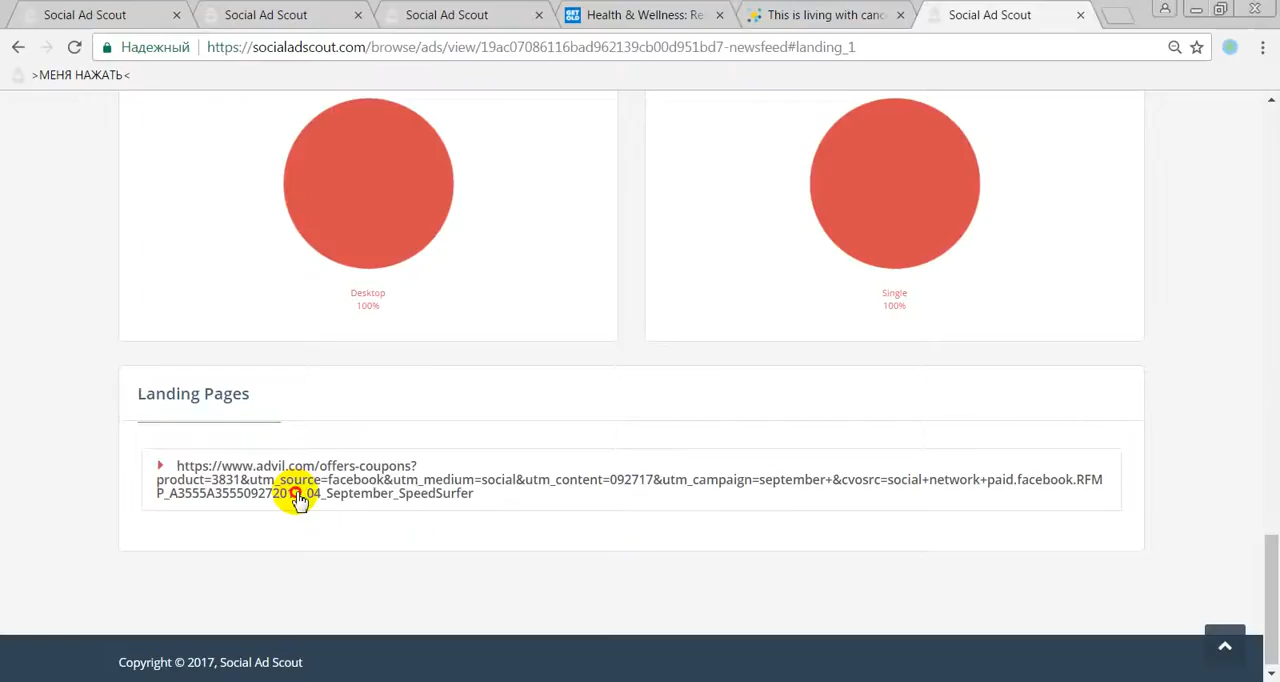 Social Ad Scout
Social Ad Scout
Social Ad Scout
GET OLD
Health & Wellness: Re
This is living with canc
Social Ad Scout
Надежный
https://socialadscout.com/browse/ads/view/19ac07086116bad962139cb00d951bd7-newsfeed#landing_1
>МЕНЯ НАЖАТЬ<
Desktop
100%
Single
100%
Landing Pages
https://www.advil.com/offers-coupons?
product=3831&utm_source=facebook&utm_medium=social&utm_content=092717&utm_campaign=september+&cvosrc=social+network+paid.facebook.RFM
04_September_SpeedSurfer
Copyright © 2017, Social Ad Scout